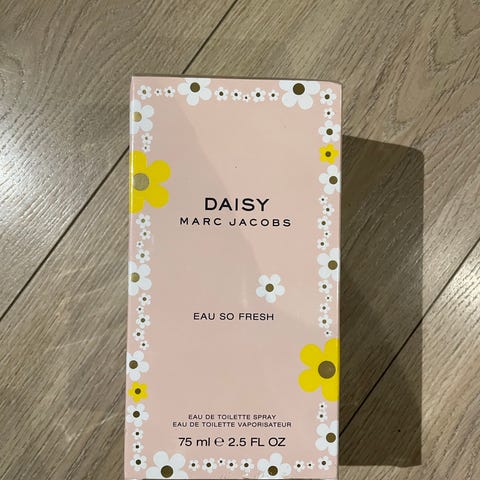 DAISY
MARC JACOBS
EAU SO FRESH
EAU DE TOILETTE SPRAY
EAU DE TOILETTE VAPORISATEUR
75 ml ℮ 2.5 FL OZ